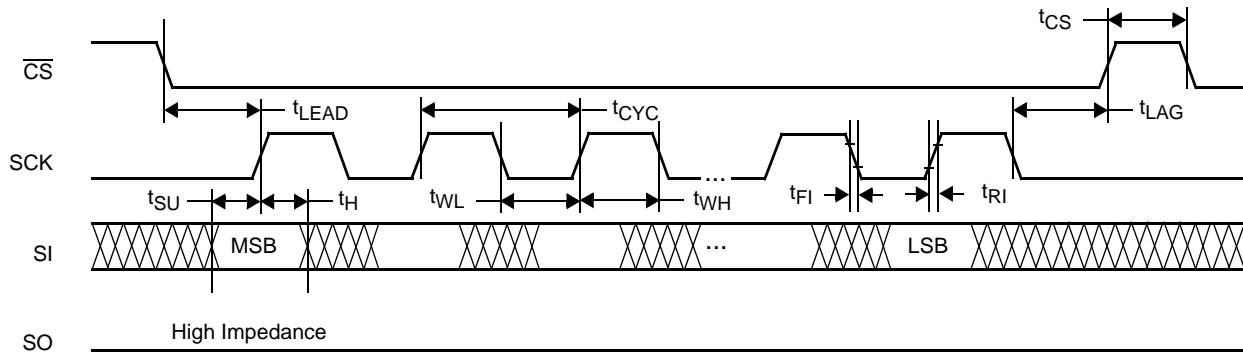 tCS
CS
tLEAD
tCYC
tLAG
SCK
...
tSU
tH
tWL
tWH
tFI
tRI
SI
MSB
...
LSB
High Impedance
SO